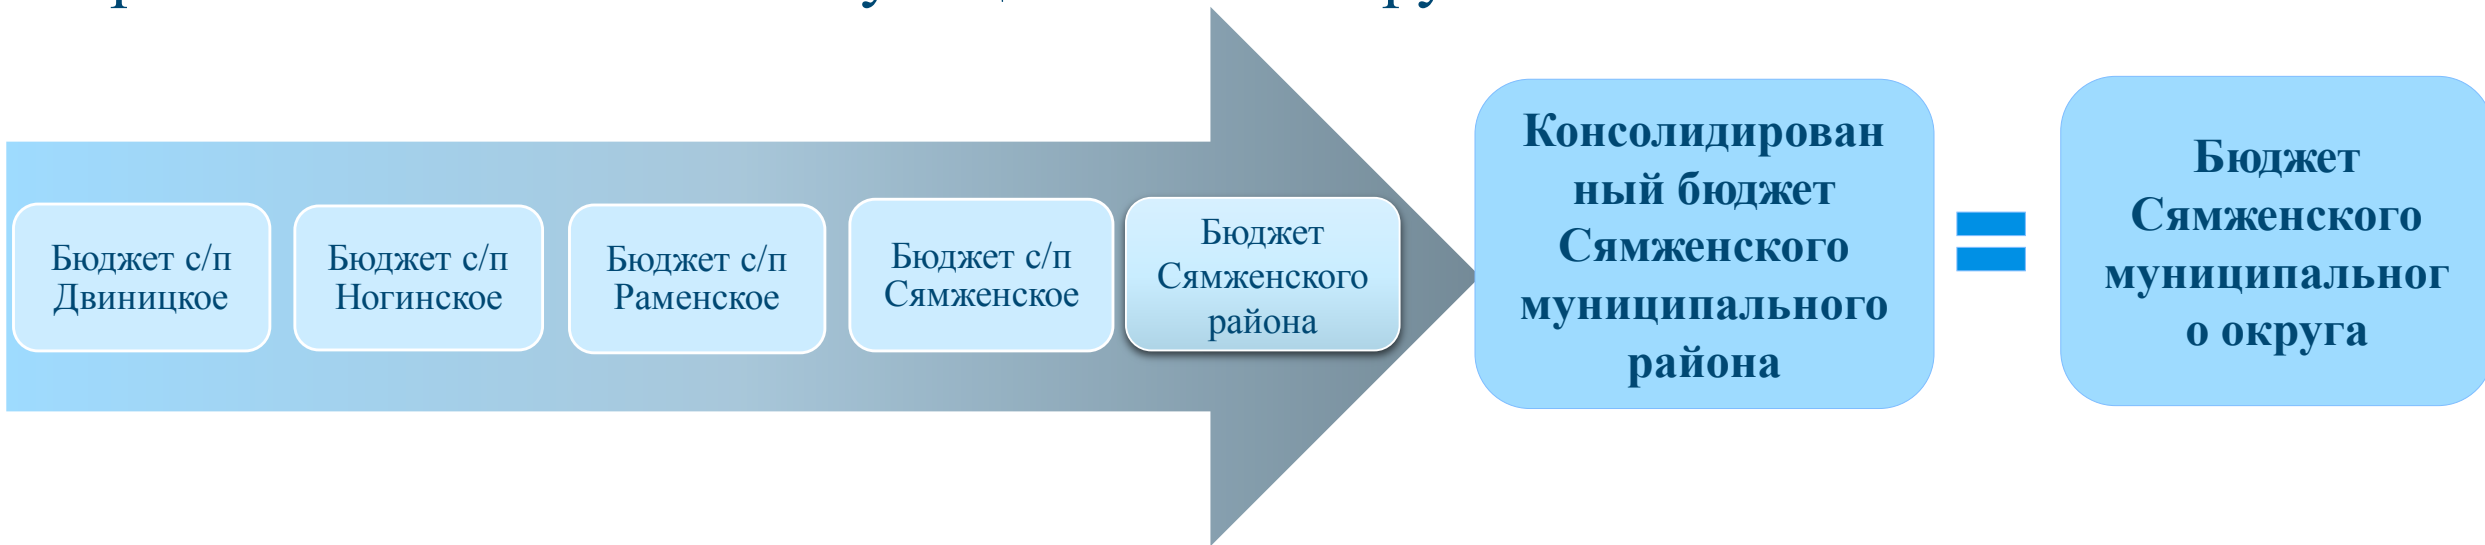 Бюджет с/п
Двиницкое
Бюджет с/п
Ногинское
Бюджет с/п
Раменское
Бюджет с/п
Сямженское
Бюджет
Сямженского
района
Консолидирован
ный бюджет
Сямженского
муниципального
района
Бюджет
Сямженского
муниципальног
о округа